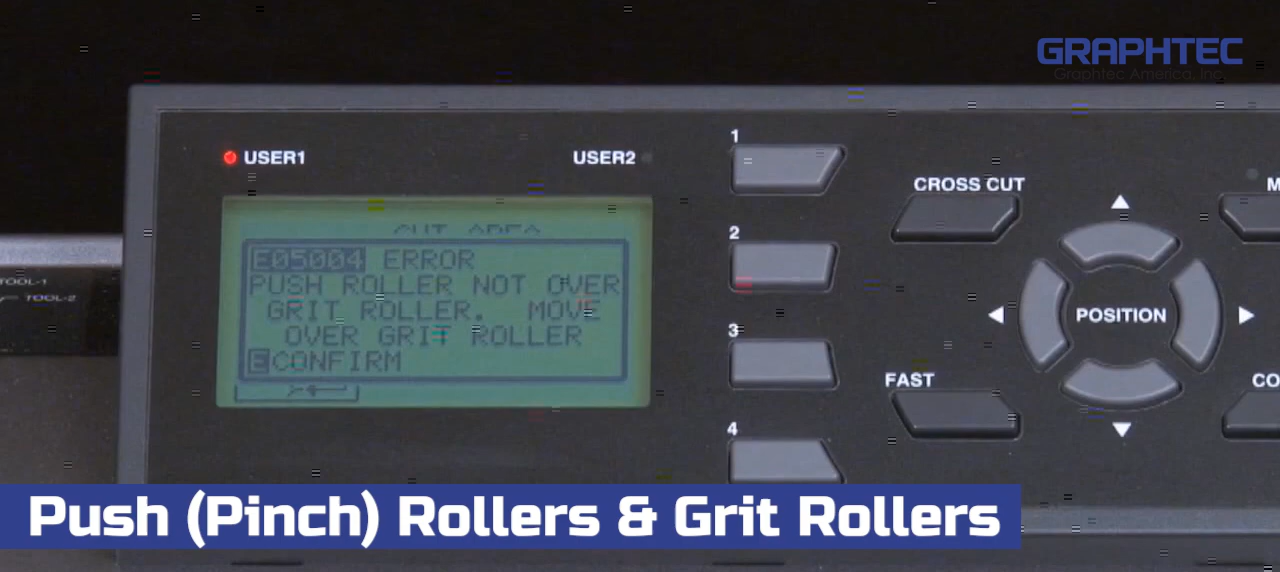 GRAPHTEC
Graphtec America, Inc.
USER1
USER2
1
CROSS CUT
2
TOOL-1
TOOL-2
E05004 ERROR
PUSH ROLLER NOT OVER
GRIT ROLLER. MOVE
OVER GRIT ROLLER
E CONFIRM
POSITION
3
FAST
4
Push (Pinch) Rollers & Grit Rollers